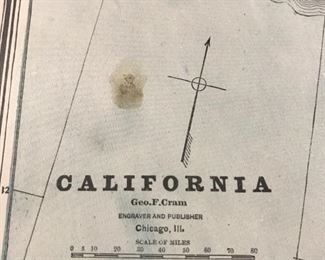 CALIFORNIA
Geo.F.Cram
ENGRAVER AND PUBLISHER
Chicago, Ill.
SCALE OF MILES
0 5 10 20 30 40 50 60 70 80